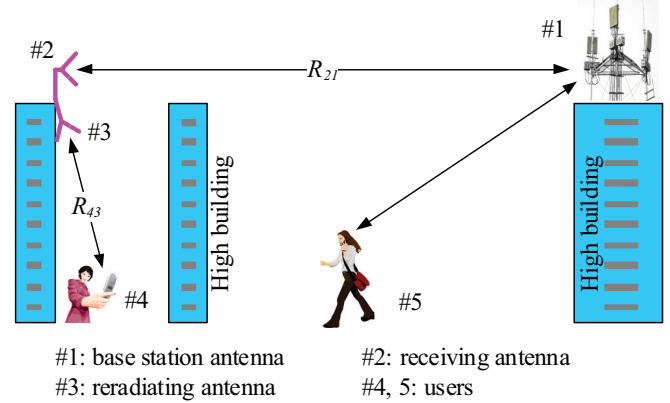 #1
#2
R21
#3
R43
High building
High building
#4
#5
#1: base station antenna
#2: receiving antenna
#3: reradiating antenna
#4, 5: users